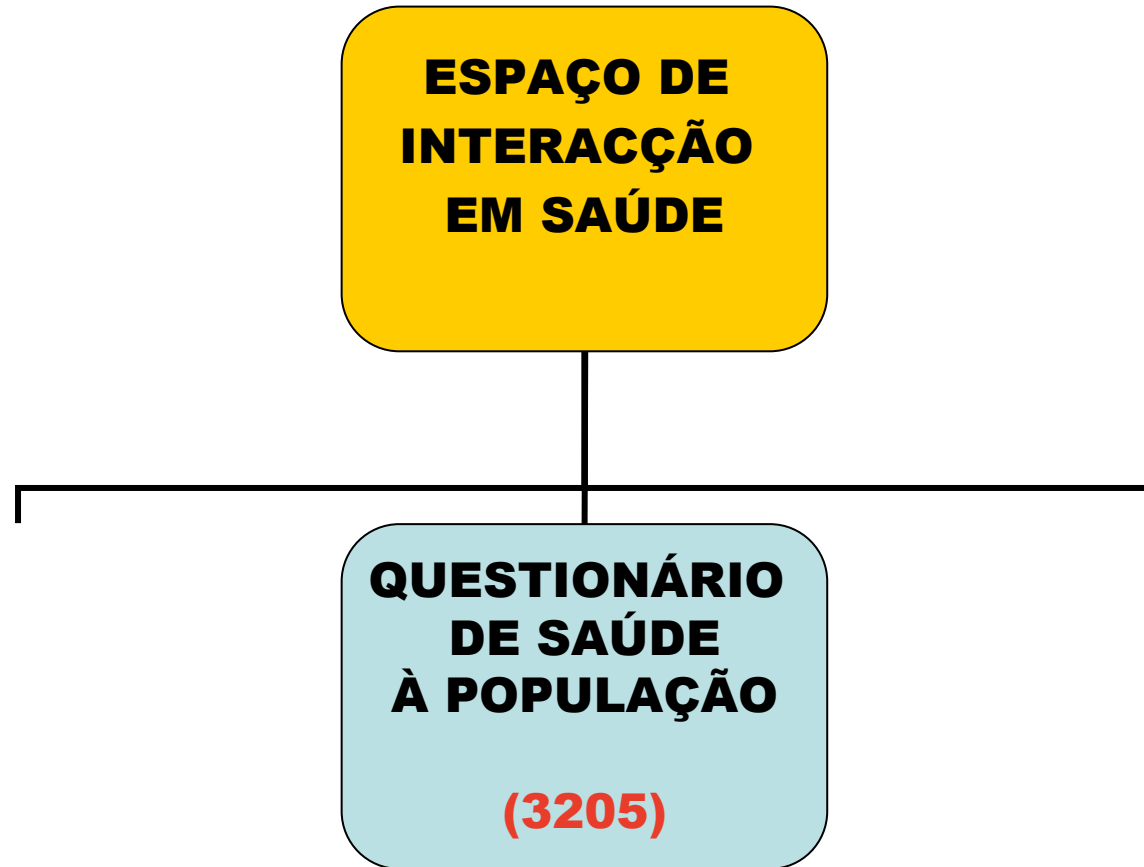 ESPAÇO DE
INTERACÇÃO
EM SAÚDE
QUESTIONÁRIO
DE SAÚDE
À POPULAÇÃO
(3205)